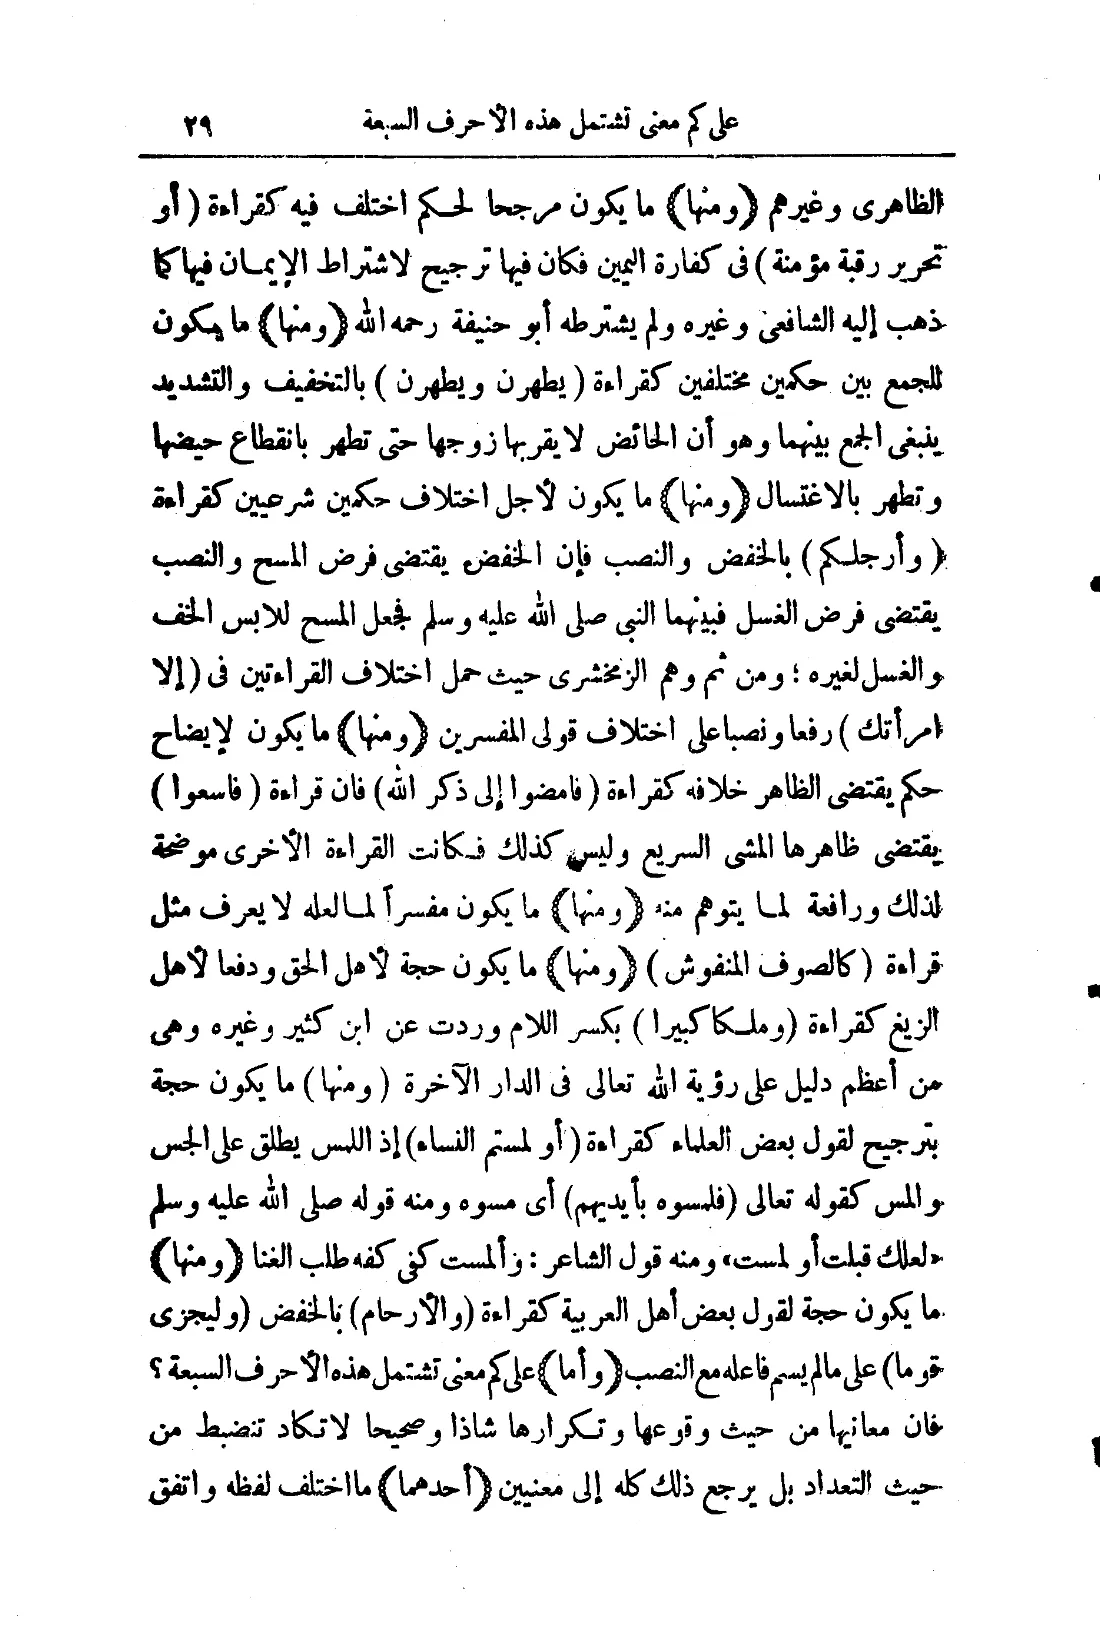 على كم معنى تشتمل هذه الأحرف السبعة ٢٩
الظاهرى وغيرهم (ومنها) ما يكون مرجحا لحكم اختلف فيه كقراءة (أو
تحرير رقبة مؤمنة) فى كفارة اليمين فكان فيها ترجيح لاشتراط الإيمان فيها كما
ذهب إليه الشافعى وغيره ولم يشترطه أبو حنيفة رحمه الله (ومنها) ما يكون
للجمع بين حكمين مختلفين كقراءة (يطهرن ويطهرن) بالتخفيف والتشديد
ينبغى الجمع بينهما وهو أن الحائض لا يقربها زوجها حتى تطهر بانقطاع حيضها
وتطهر بالاغتسال (ومنها) ما يكون لأجل اختلاف حكمين شرعيين كقراءة
(وأرجلكم) بالخفض والنصب فإن الخفض يقتضى فرض المسح والنصب
يقتضى فرض الغسل فبينهما النبى صلى الله عليه وسلم فجعل المسح للابس الخف
والغسل لغيره ؛ ومن ثم وهم الزمخشرى حيث حمل اختلاف القراءتين فى (إلا
امرأتك) رفعا ونصبا على اختلاف قولى المفسرين (ومنها) ما يكون لإيضاح
حكم يقتضى الظاهر خلافه كقراءة (فامضوا إلى ذكر الله) فان قراءة (فاسعوا)
يقتضى ظاهرها المشى السريع وليس كذلك فكانت القراءة الأخرى موضحة
لذلك ورافعة لما يتوهم منه (ومنها) ما يكون مفسراً لما لعله لا يعرف مثل
قراءة (كالصوف المنفوش) (ومنها) ما يكون حجة لأهل الحق ودفعا لأهل
الزيغ كقراءة (وملكا كبيرا) بكسر اللام وردت عن ابن كثير وغيره وهى
من أعظم دليل على رؤية الله تعالى فى الدار الآخرة (ومنها) ما يكون حجة
بترجيح لقول بعض العلماء كقراءة (أو لمستم النساء) إذ اللمس يطلق على الجس
والمس كقوله تعالى (فلمسوه بأيديهم) أى مسوه ومنه قوله صلى الله عليه وسلم
«لعلك قبلت أو لمست» ومنه قول الشاعر : وألمست كفى كفه طلب الغنا (ومنها)
ما يكون حجة لقول بعض أهل العربية كقراءة (والأرحام) بالخفض (وليجزى
قوما) على مالم يسم فاعله مع النصب (وأما) على كم معنى تشتمل هذه الأحرف السبعة ؟
فان معانيها من حيث وقوعها وتكرارها شاذا وصحيحا لا تكاد تنضبط من
حيث التعداد بل يرجع ذلك كله إلى معنيين (أحدهما) ما اختلف لفظه واتفق